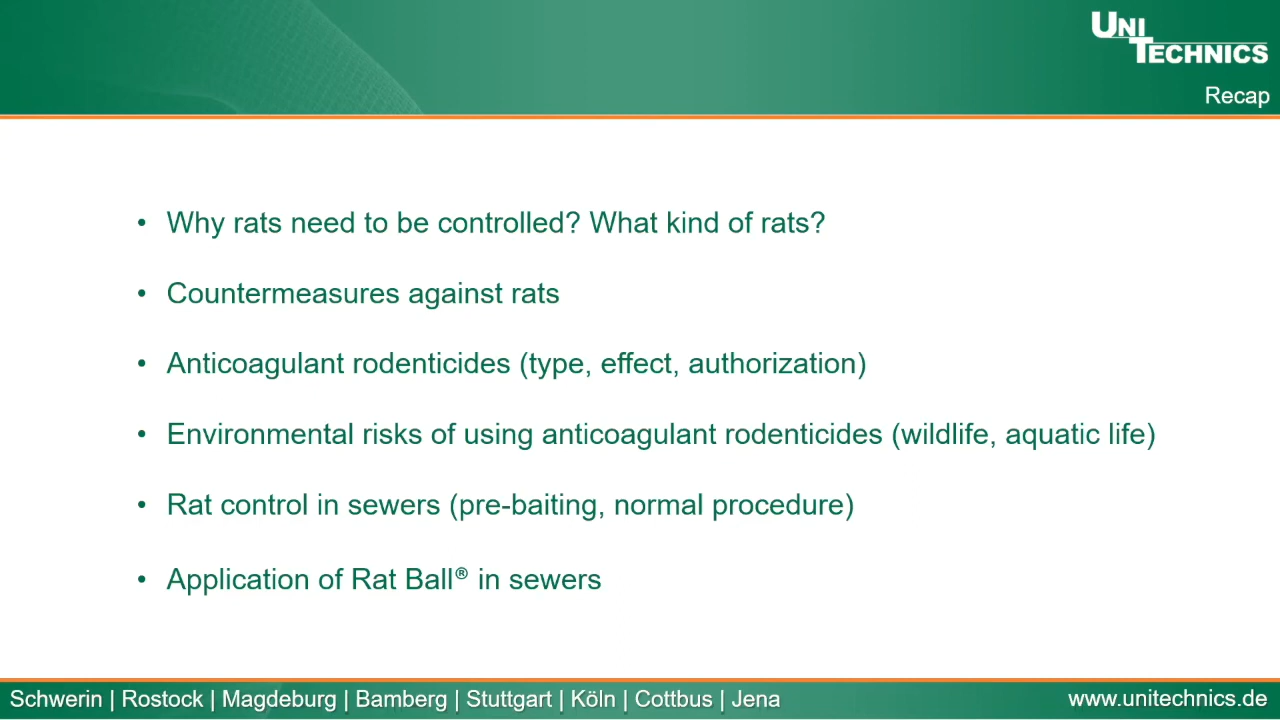 UNI
TECHNICS
Recap
• Why rats need to be controlled? What kind of rats?
• Countermeasures against rats
• Anticoagulant rodenticides (type, effect, authorization)
• Environmental risks of using anticoagulant rodenticides (wildlife, aquatic life)
• Rat control in sewers (pre-baiting, normal procedure)
• Application of Rat Ball® in sewers
Schwerin | Rostock | Magdeburg | Bamberg | Stuttgart | Köln | Cottbus | Jena
www.unitechnics.de